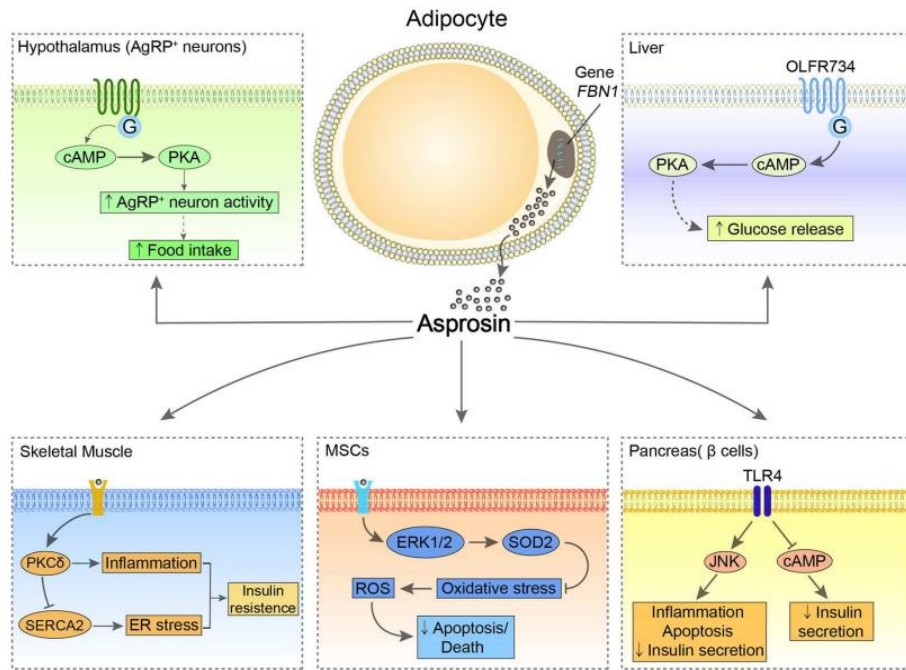 Adipocyte
Hypothalamus (AgRP⁺ neurons)
G
cAMP
PKA
↑ AgRP⁺ neuron activity
↑ Food intake
Gene
FBN1
Liver
OLFR734
G
PKA
cAMP
↑ Glucose release
Asprosin
Skeletal Muscle
PKCδ
Inflammation
SERCA2
ER stress
Insulin
resistence
MSCs
ERK1/2
SOD2
ROS
Oxidative stress
↓ Apoptosis/
Death
Pancreas( β cells)
TLR4
JNK
cAMP
Inflammation
Apoptosis
↓ Insulin secretion
↓ Insulin
secretion